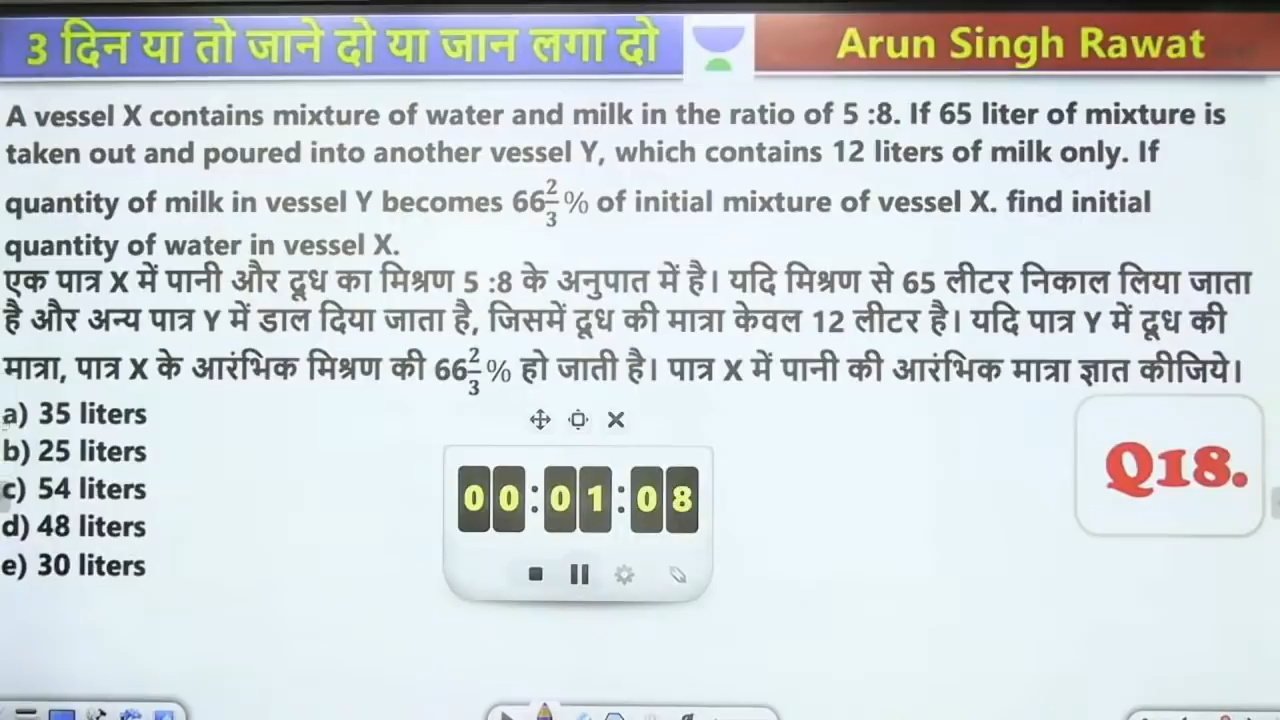 3 दिन या तो जाने दो या जान लगा दो
Arun Singh Rawat
A vessel X contains mixture of water and milk in the ratio of 5 :8. If 65 liter of mixture is
taken out and poured into another vessel Y, which contains 12 liters of milk only. If
quantity of milk in vessel Y becomes 66 2/3 % of initial mixture of vessel X. find initial
quantity of water in vessel X.
एक पात्र X में पानी और दूध का मिश्रण 5 :8 के अनुपात में है। यदि मिश्रण से 65 लीटर निकाल लिया जाता
है और अन्य पात्र Y में डाल दिया जाता है, जिसमें दूध की मात्रा केवल 12 लीटर है। यदि पात्र Y में दूध की
मात्रा, पात्र X के आरंभिक मिश्रण की 66 2/3 % हो जाती है। पात्र X में पानी की आरंभिक मात्रा ज्ञात कीजिये।
a) 35 liters
b) 25 liters
c) 54 liters
d) 48 liters
e) 30 liters
00:01:08
Q18.